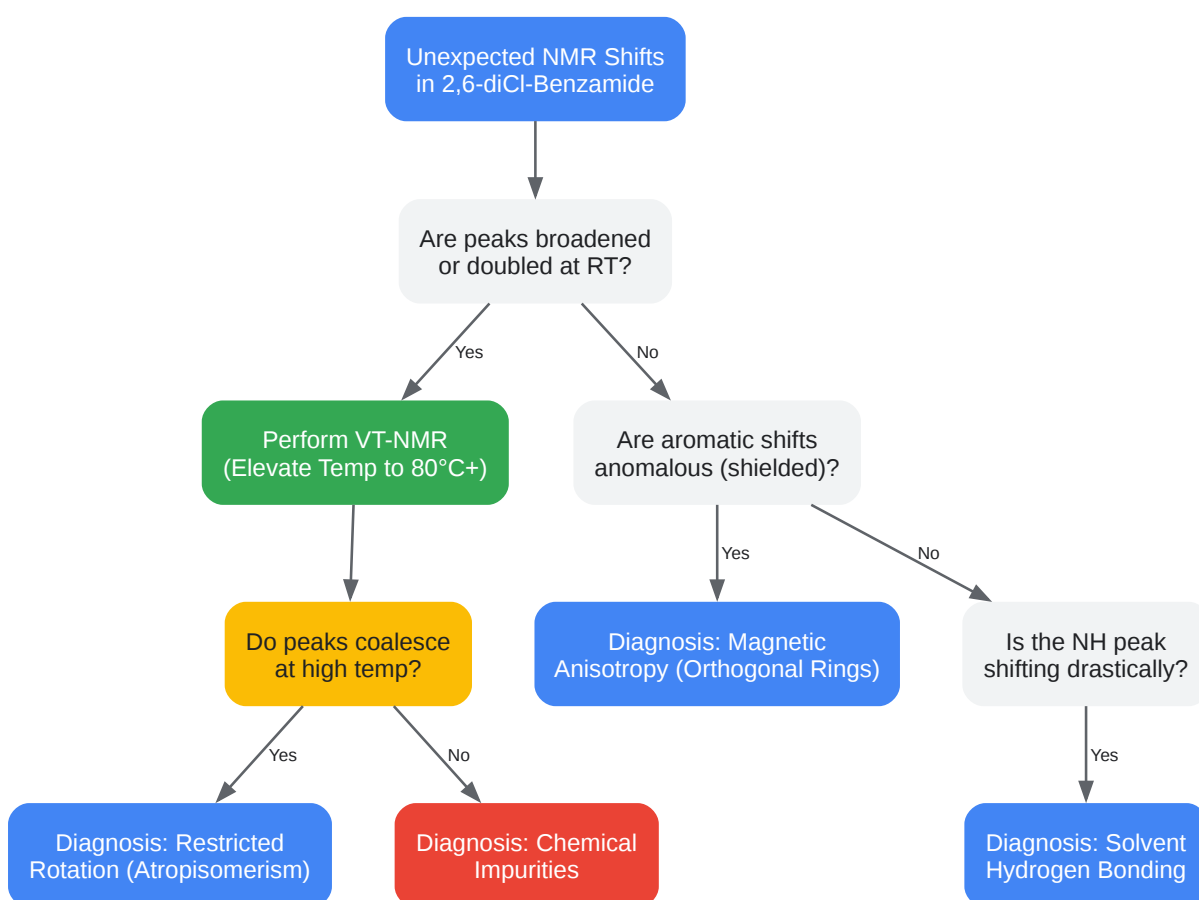 Unexpected NMR Shifts
in 2,6-diCl-Benzamide
Are peaks broadened
or doubled at RT?
Yes
No
Perform VT-NMR
(Elevate Temp to 80°C+)
Are aromatic shifts
anomalous (shielded)?
Yes
No
Do peaks coalesce
at high temp?
Diagnosis: Magnetic
Anisotropy (Orthogonal Rings)
Is the NH peak
shifting drastically?
Yes
No
Yes
Diagnosis: Restricted
Rotation (Atropisomerism)
Diagnosis: Chemical
Impurities
Diagnosis: Solvent
Hydrogen Bonding